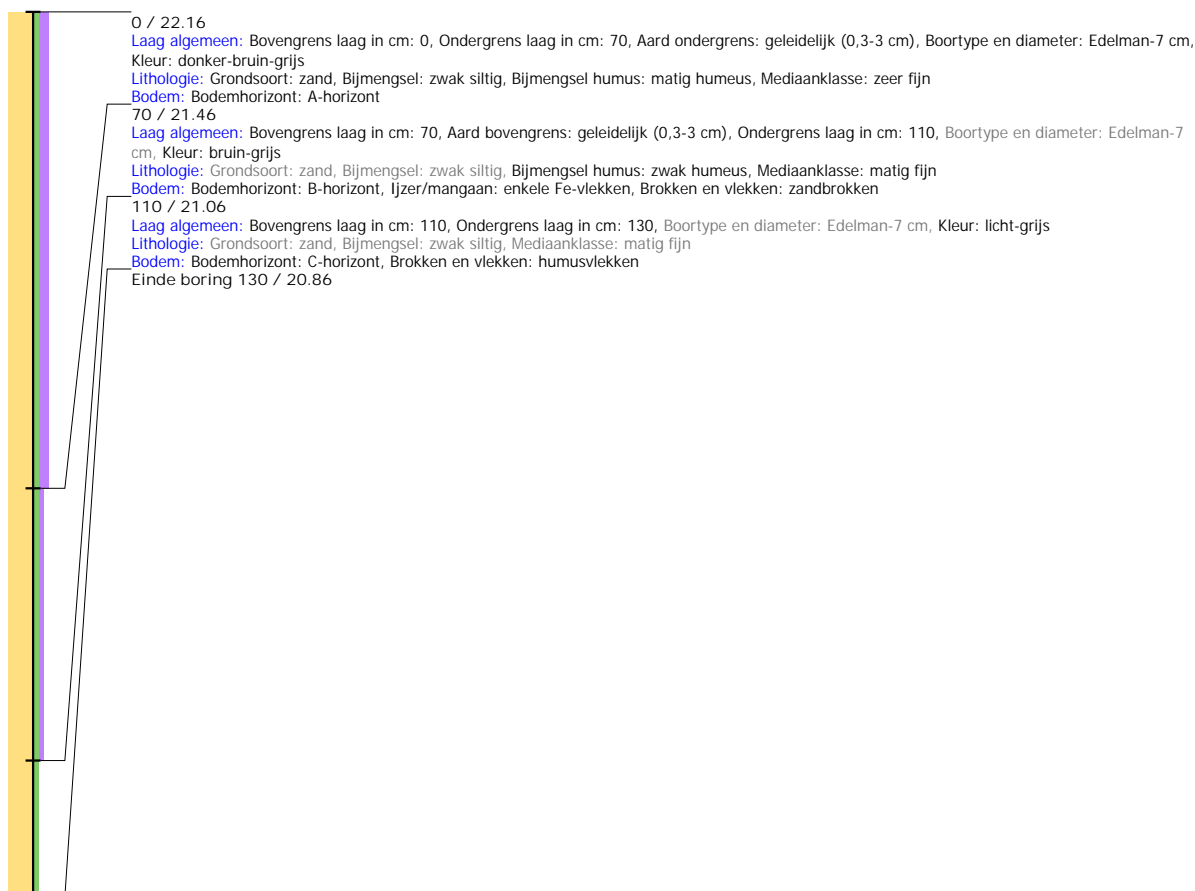 0 / 22.16
Laag algemeen: Bovengrens laag in cm: 0, Ondergrens laag in cm: 70, Aard ondergrens: geleidelijk (0,3-3 cm), Boortype en diameter: Edelman-7 cm,
Kleur: donker-bruin-grijs
Lithologie: Grondsoort: zand, Bijmengsel: zwak siltig, Bijmengsel humus: matig humeus, Mediaanklasse: zeer fijn
Bodem: Bodemhorizont: A-horizont
70 / 21.46
Laag algemeen: Bovengrens laag in cm: 70, Aard bovengrens: geleidelijk (0,3-3 cm), Ondergrens laag in cm: 110, Boortype en diameter: Edelman-7
cm, Kleur: bruin-grijs
Lithologie: Grondsoort: zand, Bijmengsel: zwak siltig, Bijmengsel humus: zwak humeus, Mediaanklasse: matig fijn
Bodem: Bodemhorizont: B-horizont, Ijzer/mangaan: enkele Fe-vlekken, Brokken en vlekken: zandbrokken
110 / 21.06
Laag algemeen: Bovengrens laag in cm: 110, Ondergrens laag in cm: 130, Boortype en diameter: Edelman-7 cm, Kleur: licht-grijs
Lithologie: Grondsoort: zand, Bijmengsel: zwak siltig, Mediaanklasse: matig fijn
Bodem: Bodemhorizont: C-horizont, Brokken en vlekken: humusvlekken
Einde boring 130 / 20.86